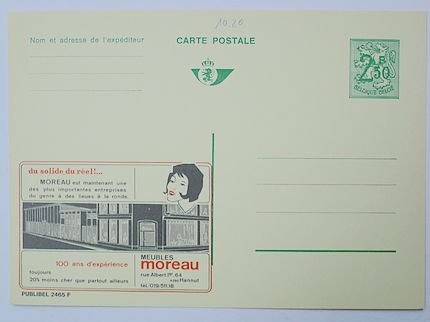 10.20
Nom et adresse de l'expéditeur
CARTE POSTALE
2F50
BELGIQUE-BELGIE
du solide, du réel!...
MOREAU est maintenant une
des plus importantes entreprises
du genre à des lieues à la ronde.
100 ans d'expérience
toujours
20% moins cher que partout ailleurs
MEUBLES
moreau
rue Albert Ier, 64
4280 Hannut
tél. 019/511.18
PUBLIBEL 2465 F